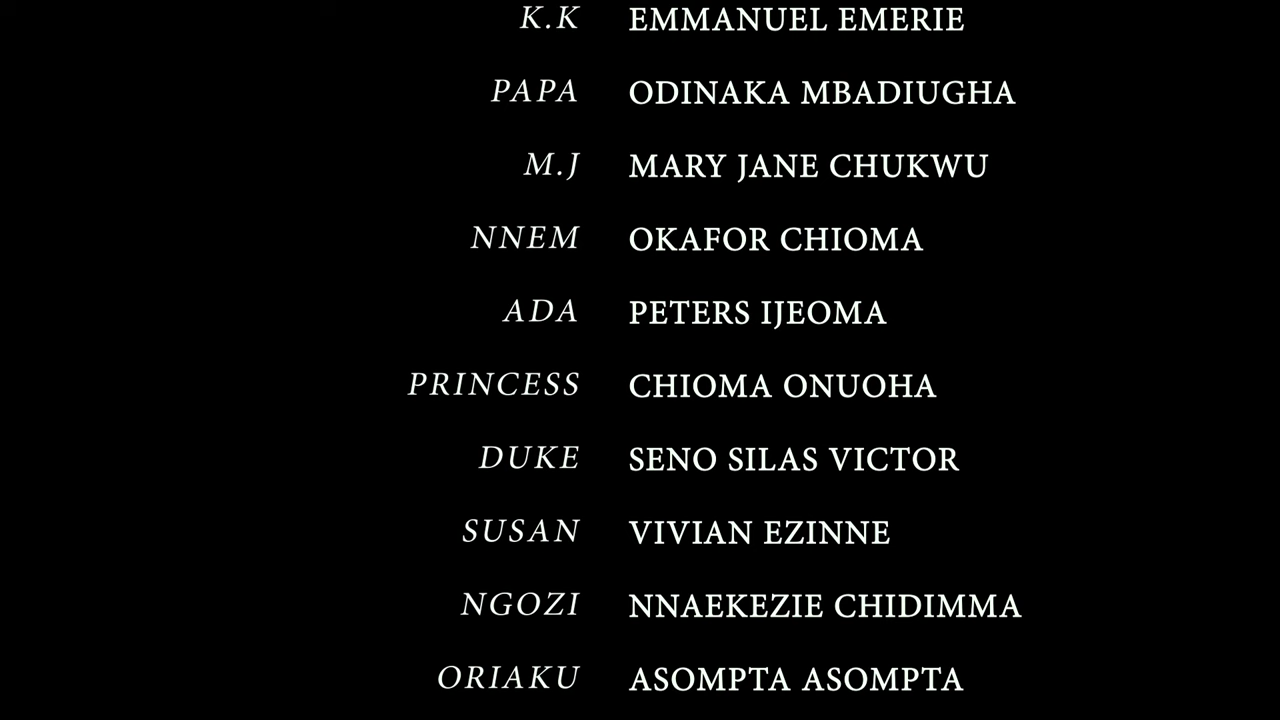 K.K EMMANUEL EMERIE
PAPA ODINAKA MBADIUGHA
M.J MARY JANE CHUKWU
NNEM OKAFOR CHIOMA
ADA PETERS IJEOMA
PRINCESS CHIOMA ONUOHA
DUKE SENO SILAS VICTOR
SUSAN VIVIAN EZINNE
NGOZI NNAEKEZIE CHIDIMMA
ORIAKU ASOMPTA ASOMPTA